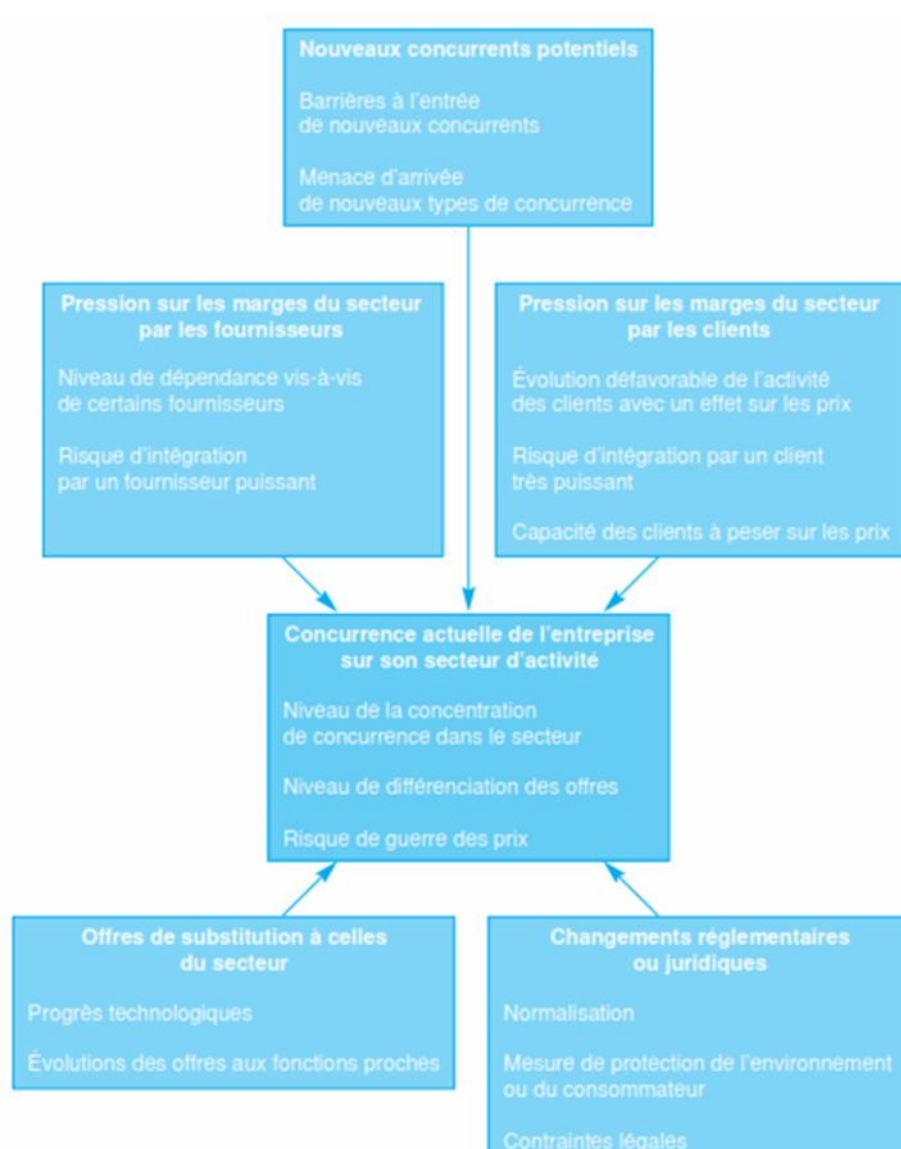 Nouveaux concurrents potentiels
Barrières à l'entrée
de nouveaux concurrents
Menace d'arrivée
de nouveaux types de concurrence
Pression sur les marges du secteur
par les fournisseurs
Niveau de dépendance vis-à-vis
de certains fournisseurs
Risque d'intégration
par un fournisseur puissant
Pression sur les marges du secteur
par les clients
Évolution défavorable de l'activité
des clients avec un effet sur les prix
Risque d'intégration par un client
très puissant
Capacité des clients à peser sur les prix
Concurrence actuelle de l'entreprise
sur son secteur d'activité
Niveau de la concentration
de concurrence dans le secteur
Niveau de différenciation des offres
Risque de guerre des prix
Offres de substitution à celles
du secteur
Progrès technologiques
Évolutions des offres aux fonctions proches
Changements réglementaires
ou juridiques
Normalisation
Mesure de protection de l'environnement
ou du consommateur
Contraintes légales